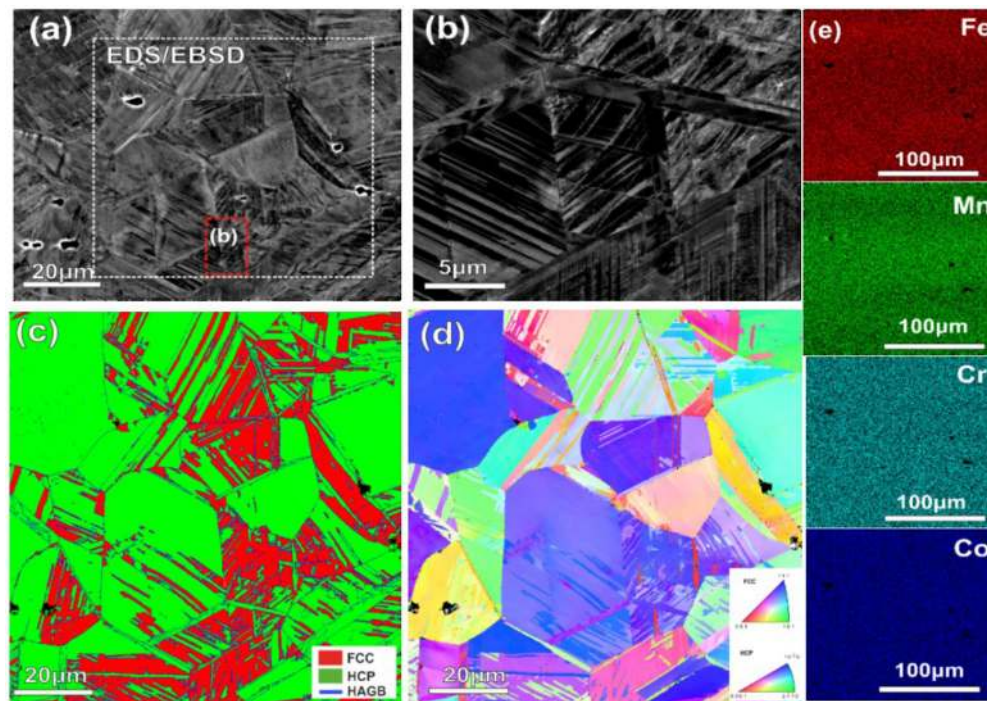 (a)
EDS/EBSD
(b)
20μm
(b)
5μm
(c)
20μm
FCC
HCP
HAGB
(d)
20μm
FCC
HCP
(e)
Fe
100μm
Mn
100μm
Cr
100μm
Co
100μm